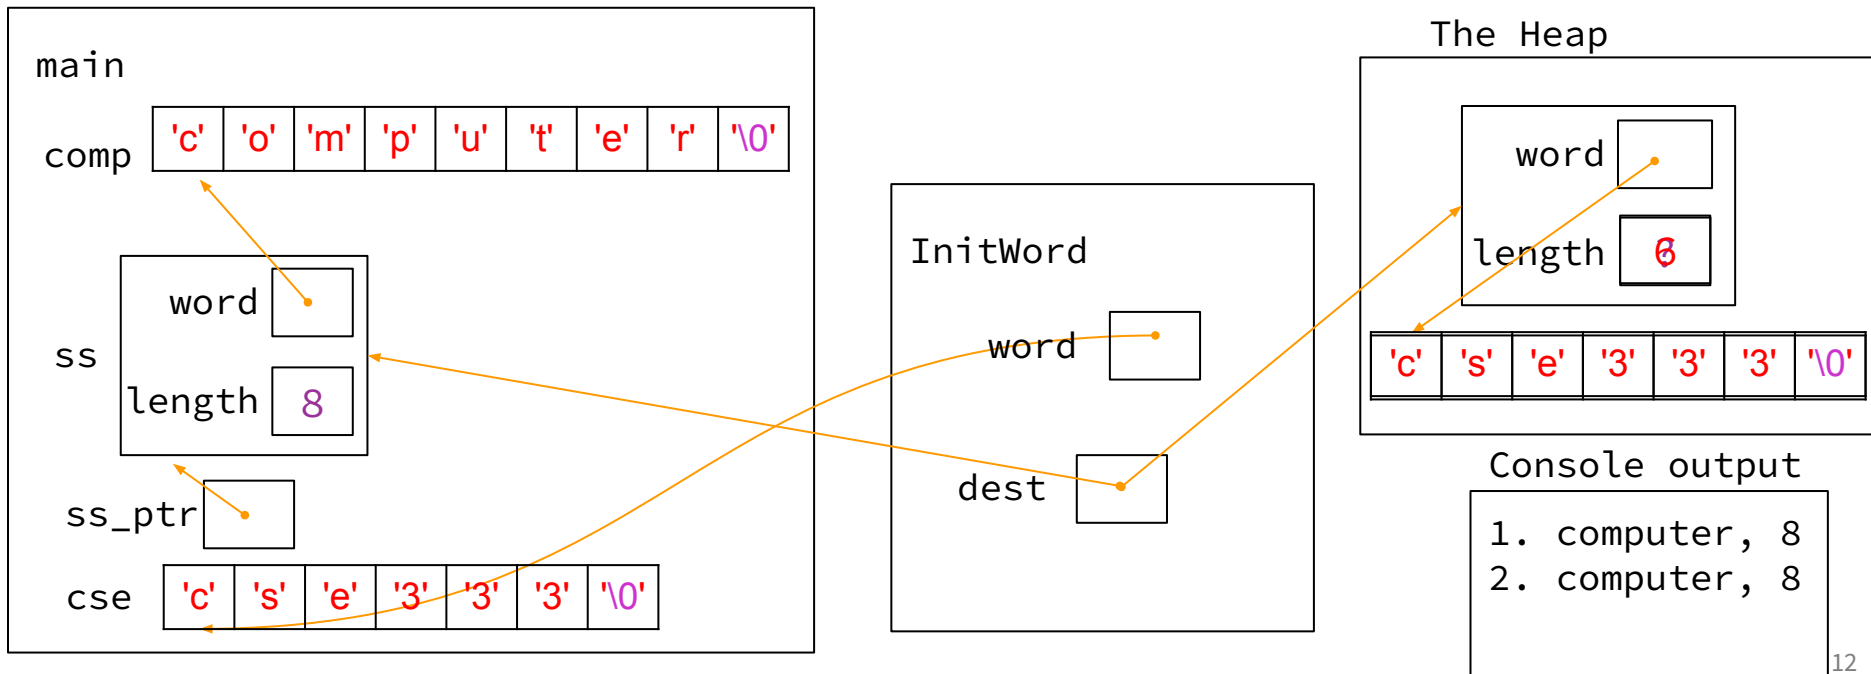 main
comp 'c' 'o' 'm' 'p' 'u' 't' 'e' 'r' '\0'
word
ss
length 8
ss_ptr
cse 'c' 's' 'e' '3' '3' '3' '\0'
InitWord
word
dest
The Heap
word
length
'c' 's' 'e' '3' '3' '3' '\0'
Console output
1. computer, 8
2. computer, 8
12